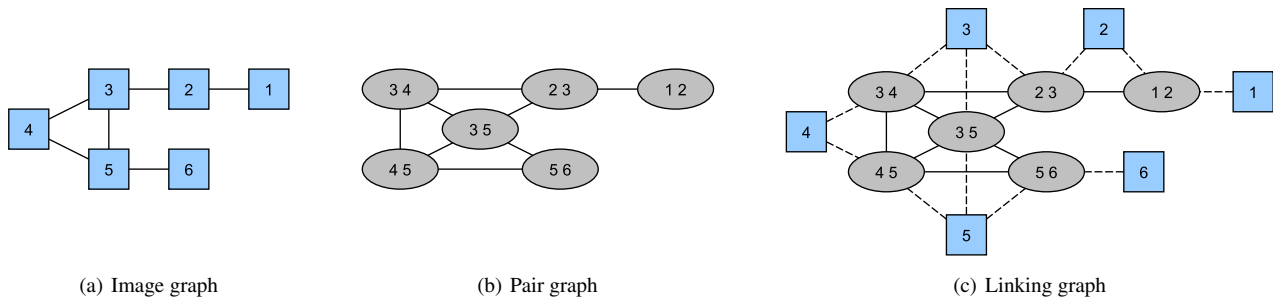 3 2 1
4
5 6
(a) Image graph
3 4 2 3 1 2
3 5
4 5 5 6
(b) Pair graph
3 2
3 4 2 3 1 2 1
4 3 5
4 5 5 6 6
5
(c) Linking graph